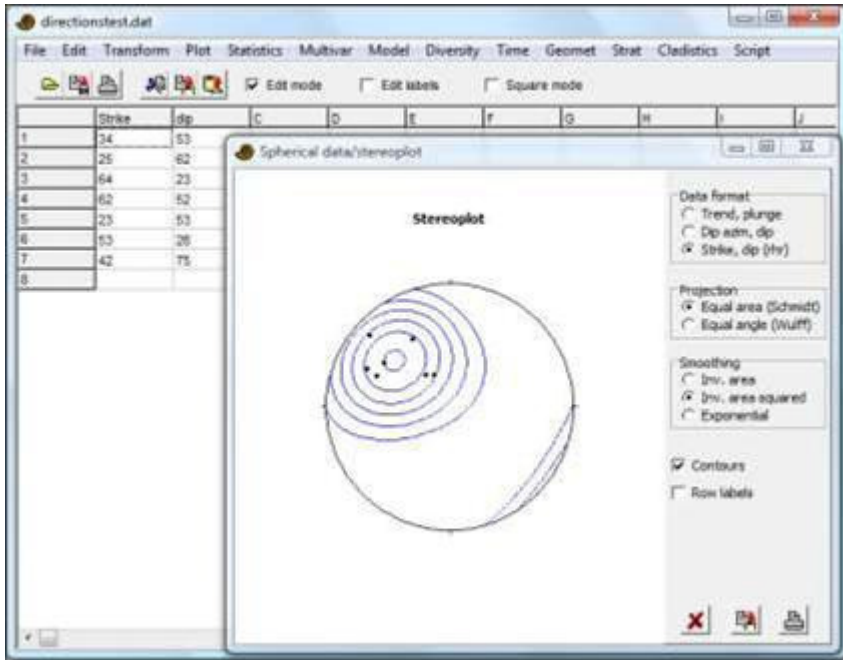 directionstest.dat
File Edit Transform Plot Statistics Multivar Model Diversity Time Geomet Strat Cladistics Script
Edit mode Edit labels Square mode
Strike dip C D E F G H I J
1 34 53
2 25 62
3 64 23
4 62 52
5 23 53
6 53 26
7 42 75
8
Spherical data/stereoplot
Stereoplot
Data format
Trend, plunge
Dip azm, dip
Strike, dip (rhr)
Projection
Equal area (Schmidt)
Equal angle (Wulff)
Smoothing
Inv. area
Inv. area squared
Exponential
Contours
Row labels